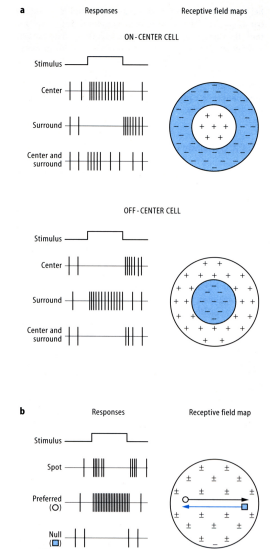 a
Responses Receptive field maps
ON-CENTER CELL
Stimulus
Center
Surround
Center and
surround
OFF-CENTER CELL
Stimulus
Center
Surround
Center and
surround
b
Responses Receptive field map
Stimulus
Spot
Preferred
(O)
Null
(■)